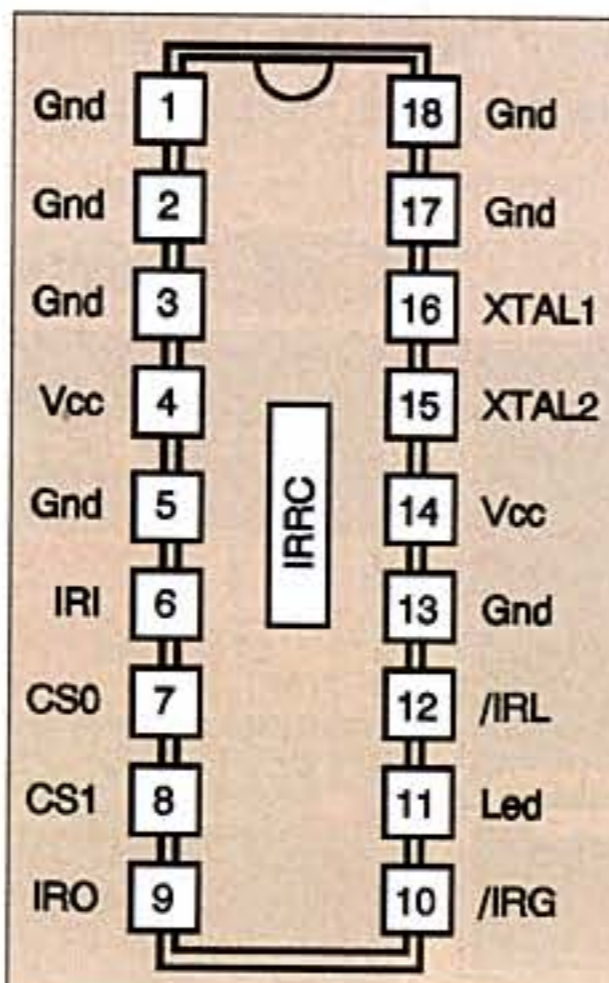 Gnd 1 18 Gnd
Gnd 2 17 Gnd
Gnd 3 16 XTAL1
Vcc 4 15 XTAL2
Gnd 5 14 Vcc
IRRC
IRI 6 13 Gnd
CS0 7 12 /IRL
CS1 8 11 Led
IRO 9 10 /IRG